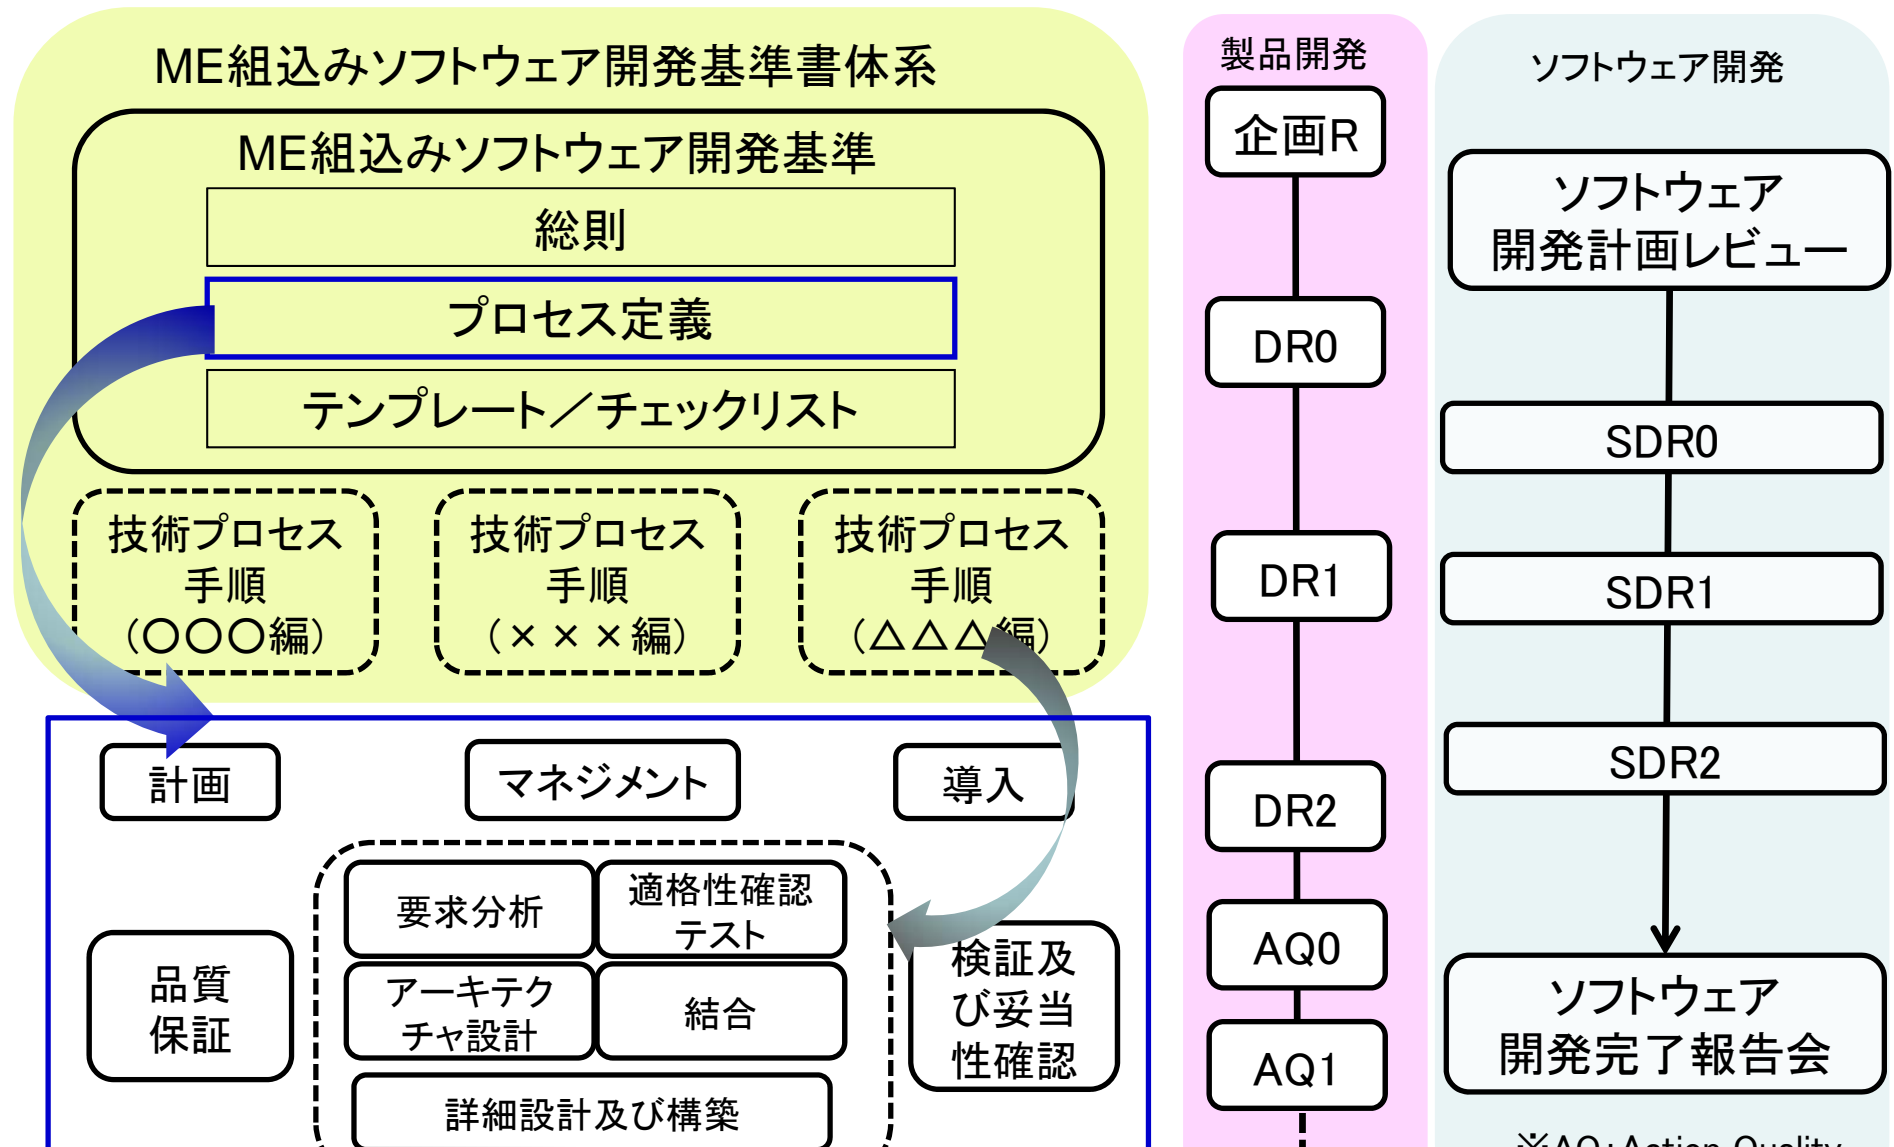 ME組込みソフトウェア開発基準書体系
ME組込みソフトウェア開発基準
総則
プロセス定義
テンプレート／チェックリスト
技術プロセス
手順
（〇〇〇編）
技術プロセス
手順
（×××編）
技術プロセス
手順
（△△△編）
計画
マネジメント
導入
品質
保証
要求分析
適格性確認
テスト
アーキテク
チャ設計
結合
詳細設計及び構築
検証及
び妥当
性確認
製品開発
企画R
DR0
DR1
DR2
AQ0
AQ1
ソフトウェア開発
ソフトウェア
開発計画レビュー
SDR0
SDR1
SDR2
ソフトウェア
開発完了報告会
※AQ：Action Quality